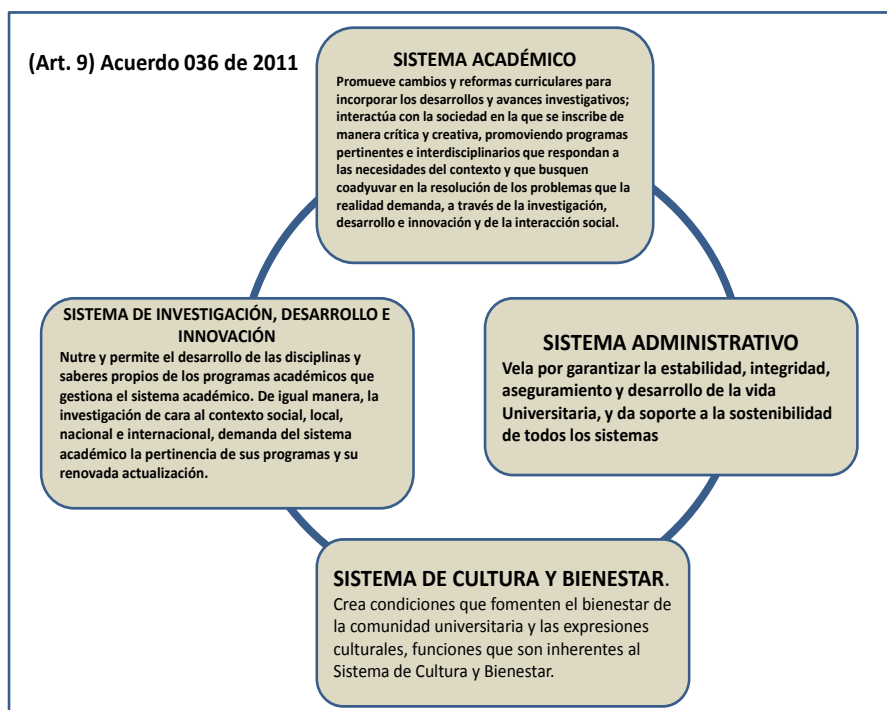 (Art. 9) Acuerdo 036 de 2011
SISTEMA ACADÉMICO
Promueve cambios y reformas curriculares para
incorporar los desarrollos y avances investigativos;
interactúa con la sociedad en la que se inscribe de
manera crítica y creativa, promoviendo programas
pertinentes e interdisciplinarios que respondan a
las necesidades del contexto y que busquen
coadyuvar en la resolución de los problemas que la
realidad demanda, a través de la investigación,
desarrollo e innovación y de la interacción social.
SISTEMA DE INVESTIGACIÓN, DESARROLLO E
INNOVACIÓN
Nutre y permite el desarrollo de las disciplinas y
saberes propios de los programas académicos que
gestiona el sistema académico. De igual manera, la
investigación de cara al contexto social, local,
nacional e internacional, demanda del sistema
académico la pertinencia de sus programas y su
renovada actualización.
SISTEMA ADMINISTRATIVO
Vela por garantizar la estabilidad, integridad,
aseguramiento y desarrollo de la vida
Universitaria, y da soporte a la sostenibilidad
de todos los sistemas
SISTEMA DE CULTURA Y BIENESTAR.
Crea condiciones que fomenten el bienestar de
la comunidad universitaria y las expresiones
culturales, funciones que son inherentes al
Sistema de Cultura y Bienestar.